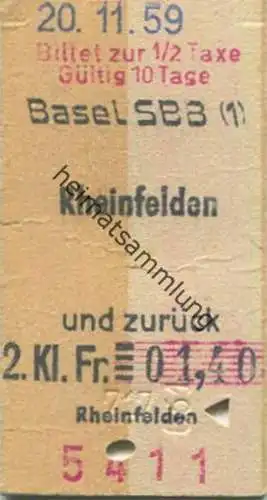 20.11.59
Billet zur 1/2 Taxe
Gültig 10 Tage
Basel SBB (1)
Rheinfelden
heimatsammlung.de
und zurück
2. Kl. Fr. 01,40
Rheinfelden
5411